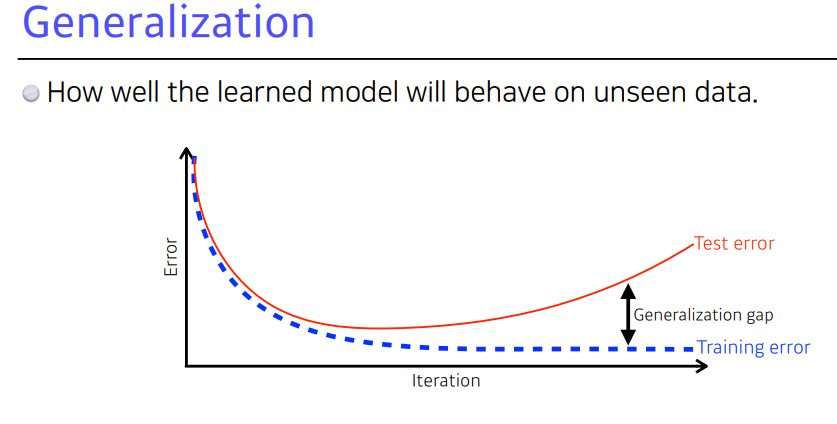 Generalization
How well the learned model will behave on unseen data.
Error
Test error
Generalization gap
Training error
Iteration